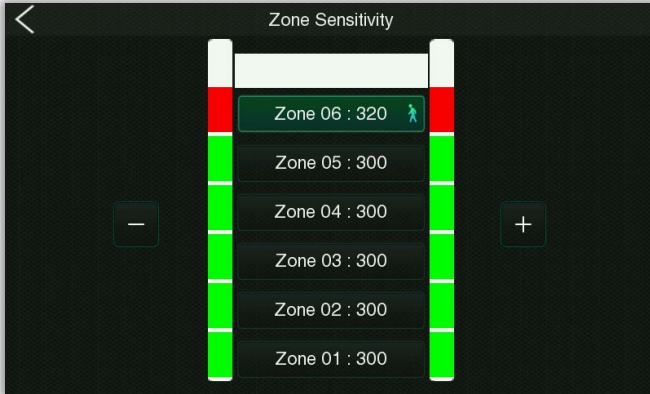 Zone Sensitivity
Zone 06 : 320
Zone 05 : 300
Zone 04 : 300
− +
Zone 03 : 300
Zone 02 : 300
Zone 01 : 300